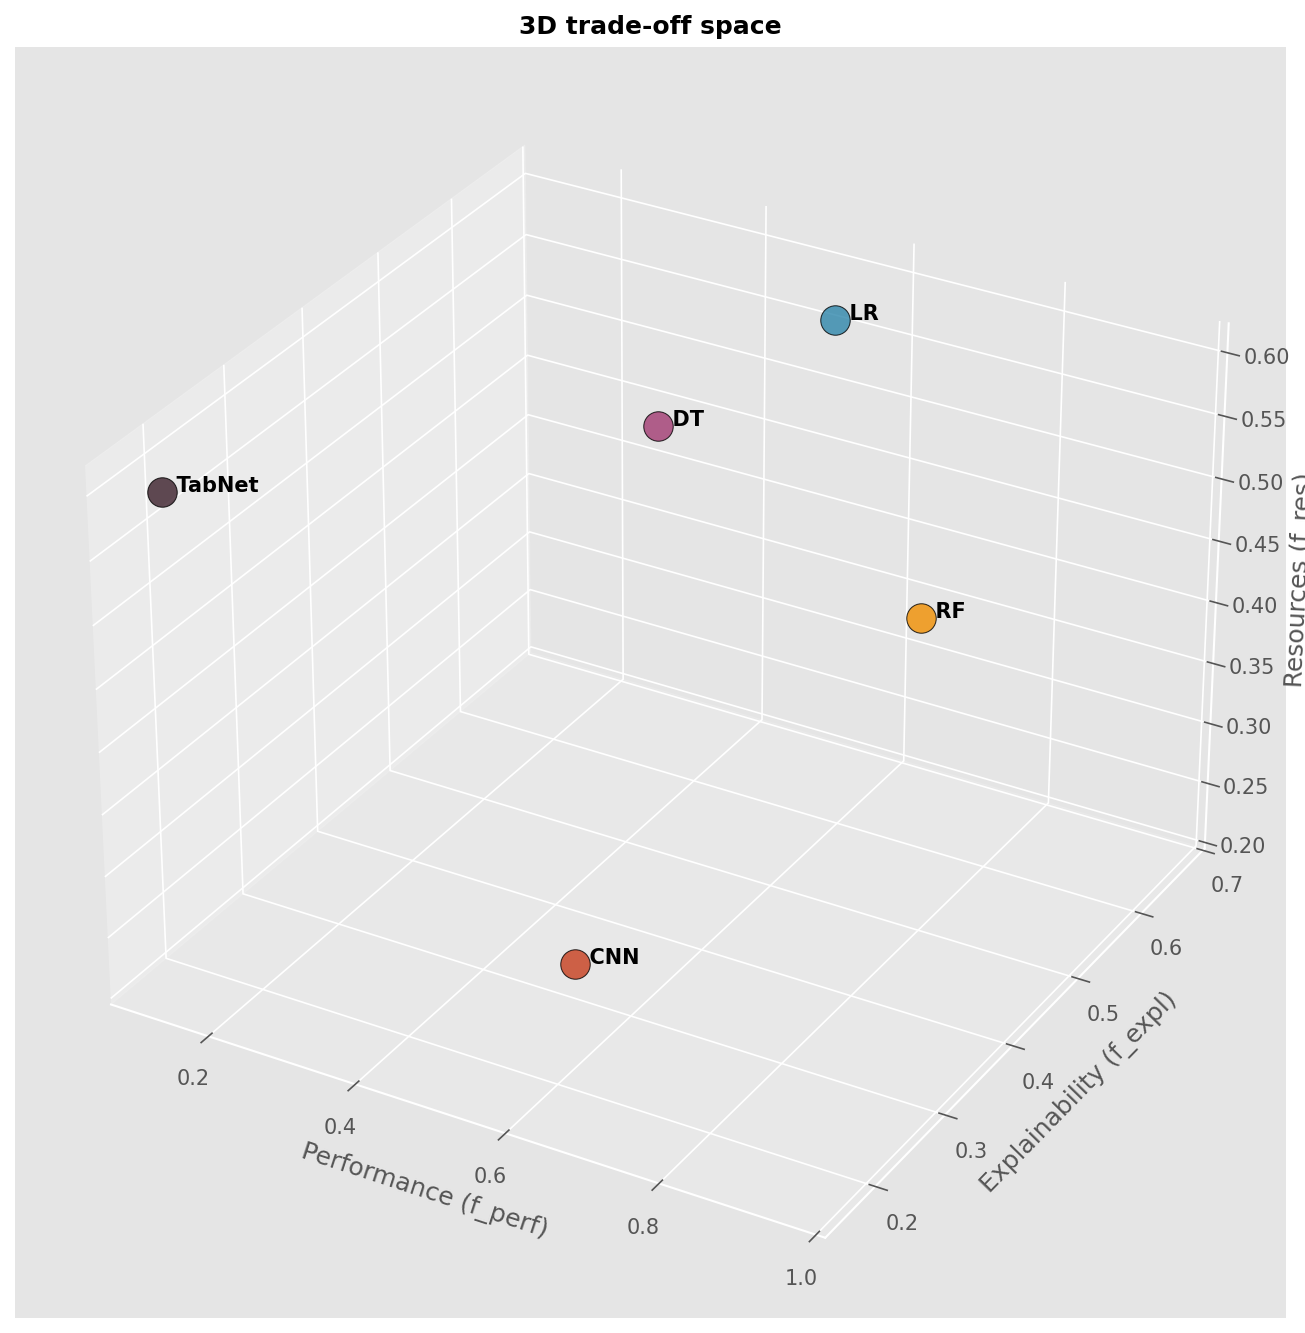 3D trade-off space
LR
DT
TabNet
RF
CNN
0.60
0.55
0.50
0.45
0.40
0.35
0.30
0.25
0.20
Resources (f_res)
0.7
0.6
0.5
0.4
0.3
0.2
Explainability (f_expl)
0.2
0.4
0.6
0.8
1.0
Performance (f_perf)